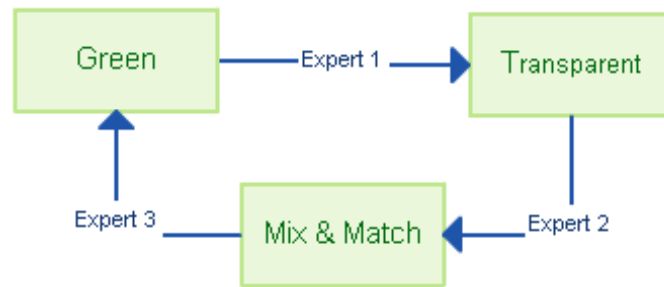 Green
Expert 1
Transparent
Expert 3
Mix & Match
Expert 2